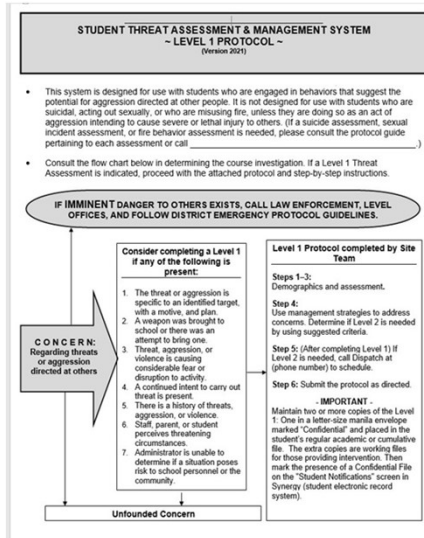 STUDENT THREAT ASSESSMENT & MANAGEMENT SYSTEM
~ LEVEL 1 PROTOCOL ~
(Version 2021)
• This system is designed for use with students who are engaged in behaviors that suggest the
potential for aggression directed at other people. It is not designed for use with students who are
suicidal, acting out sexually, or who are misusing fire, unless they are doing so as an act of
aggression intending to cause severe or lethal injury to others. (If a suicide assessment, sexual
incident assessment, or fire behavior assessment is needed, please consult the protocol guide
pertaining to each assessment or call ____________________.)
• Consult the flow chart below in determining the course investigation. If a Level 1 Threat
Assessment is indicated, proceed with the attached protocol and step-by-step instructions.
IF IMMINENT DANGER TO OTHERS EXISTS, CALL LAW ENFORCEMENT, LEVEL
OFFICES, AND FOLLOW DISTRICT EMERGENCY PROTOCOL GUIDELINES.
CONCERN:
Regarding threats
or aggression
directed at others
Consider completing a Level 1
if any of the following is
present:
1. The threat or aggression is
specific to an identified target,
with a motive, and plan.
2. A weapon was brought to
school or there was an
attempt to bring one.
3. Threat, aggression, or
violence is causing
considerable fear or
disruption to activity.
4. A continued intent to carry out
threat is present.
5. There is a history of threats,
aggression, or violence.
6. Staff, parent, or student
perceives threatening
circumstances.
7. Administrator is unable to
determine if a situation poses
risk to school personnel or the
community.
Unfounded Concern
Level 1 Protocol completed by Site
Team
Steps 1–3:
Demographics and assessment.
Step 4:
Use management strategies to address
concerns. Determine if Level 2 is needed
by using suggested criteria.
Step 5: (After completing Level 1) If
Level 2 is needed, call Dispatch at
(phone number) to schedule.
Step 6: Submit the protocol as directed.
- IMPORTANT -
Maintain two or more copies of the Level
1: One in a letter-size manila envelope
marked "Confidential" and placed in the
student's regular academic or cumulative
file. The extra copies are working files
for those providing intervention. Then
mark the presence of a Confidential File
on the "Student Notifications" screen in
Synergy (student electronic record
system).